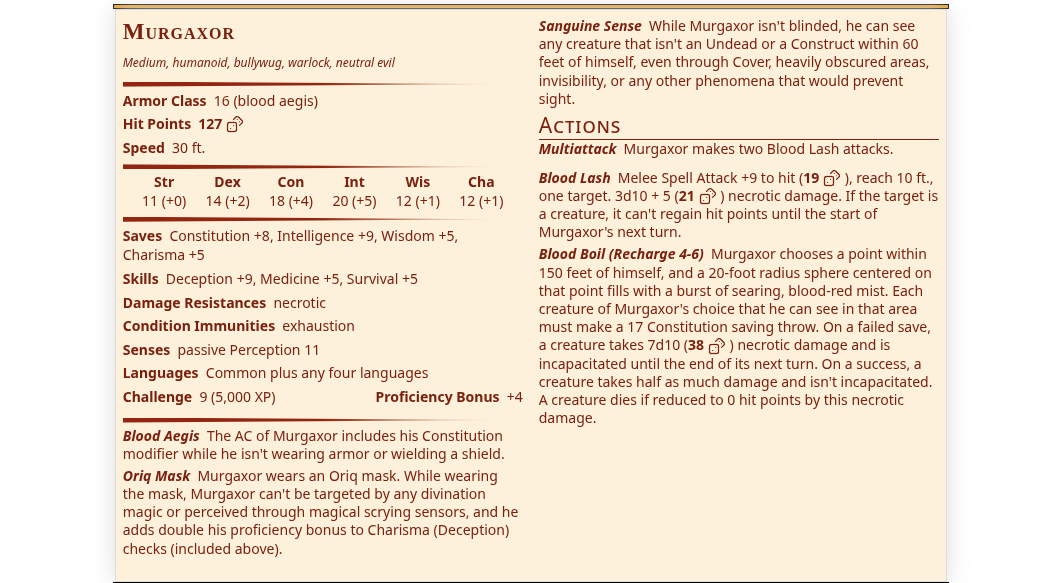 Murgaxor
Medium, humanoid, bullywug, warlock, neutral evil
Armor Class 16 (blood aegis)
Hit Points 127
Speed 30 ft.
Str Dex Con Int Wis Cha
11 (+0) 14 (+2) 18 (+4) 20 (+5) 12 (+1) 12 (+1)
Saves Constitution +8, Intelligence +9, Wisdom +5,
Charisma +5
Skills Deception +9, Medicine +5, Survival +5
Damage Resistances necrotic
Condition Immunities exhaustion
Senses passive Perception 11
Languages Common plus any four languages
Challenge 9 (5,000 XP) Proficiency Bonus +4
Blood Aegis The AC of Murgaxor includes his Constitution
modifier while he isn't wearing armor or wielding a shield.
Oriq Mask Murgaxor wears an Oriq mask. While wearing
the mask, Murgaxor can't be targeted by any divination
magic or perceived through magical scrying sensors, and he
adds double his proficiency bonus to Charisma (Deception)
checks (included above).
Sanguine Sense While Murgaxor isn't blinded, he can see
any creature that isn't an Undead or a Construct within 60
feet of himself, even through Cover, heavily obscured areas,
invisibility, or any other phenomena that would prevent
sight.
Actions
Multiattack Murgaxor makes two Blood Lash attacks.
Blood Lash Melee Spell Attack +9 to hit (19 ), reach 10 ft.,
one target. 3d10 + 5 (21 ) necrotic damage. If the target is
a creature, it can't regain hit points until the start of
Murgaxor's next turn.
Blood Boil (Recharge 4-6) Murgaxor chooses a point within
150 feet of himself, and a 20-foot radius sphere centered on
that point fills with a burst of searing, blood-red mist. Each
creature of Murgaxor's choice that he can see in that area
must make a 17 Constitution saving throw. On a failed save,
a creature takes 7d10 (38 ) necrotic damage and is
incapacitated until the end of its next turn. On a success, a
creature takes half as much damage and isn't incapacitated.
A creature dies if reduced to 0 hit points by this necrotic
damage.